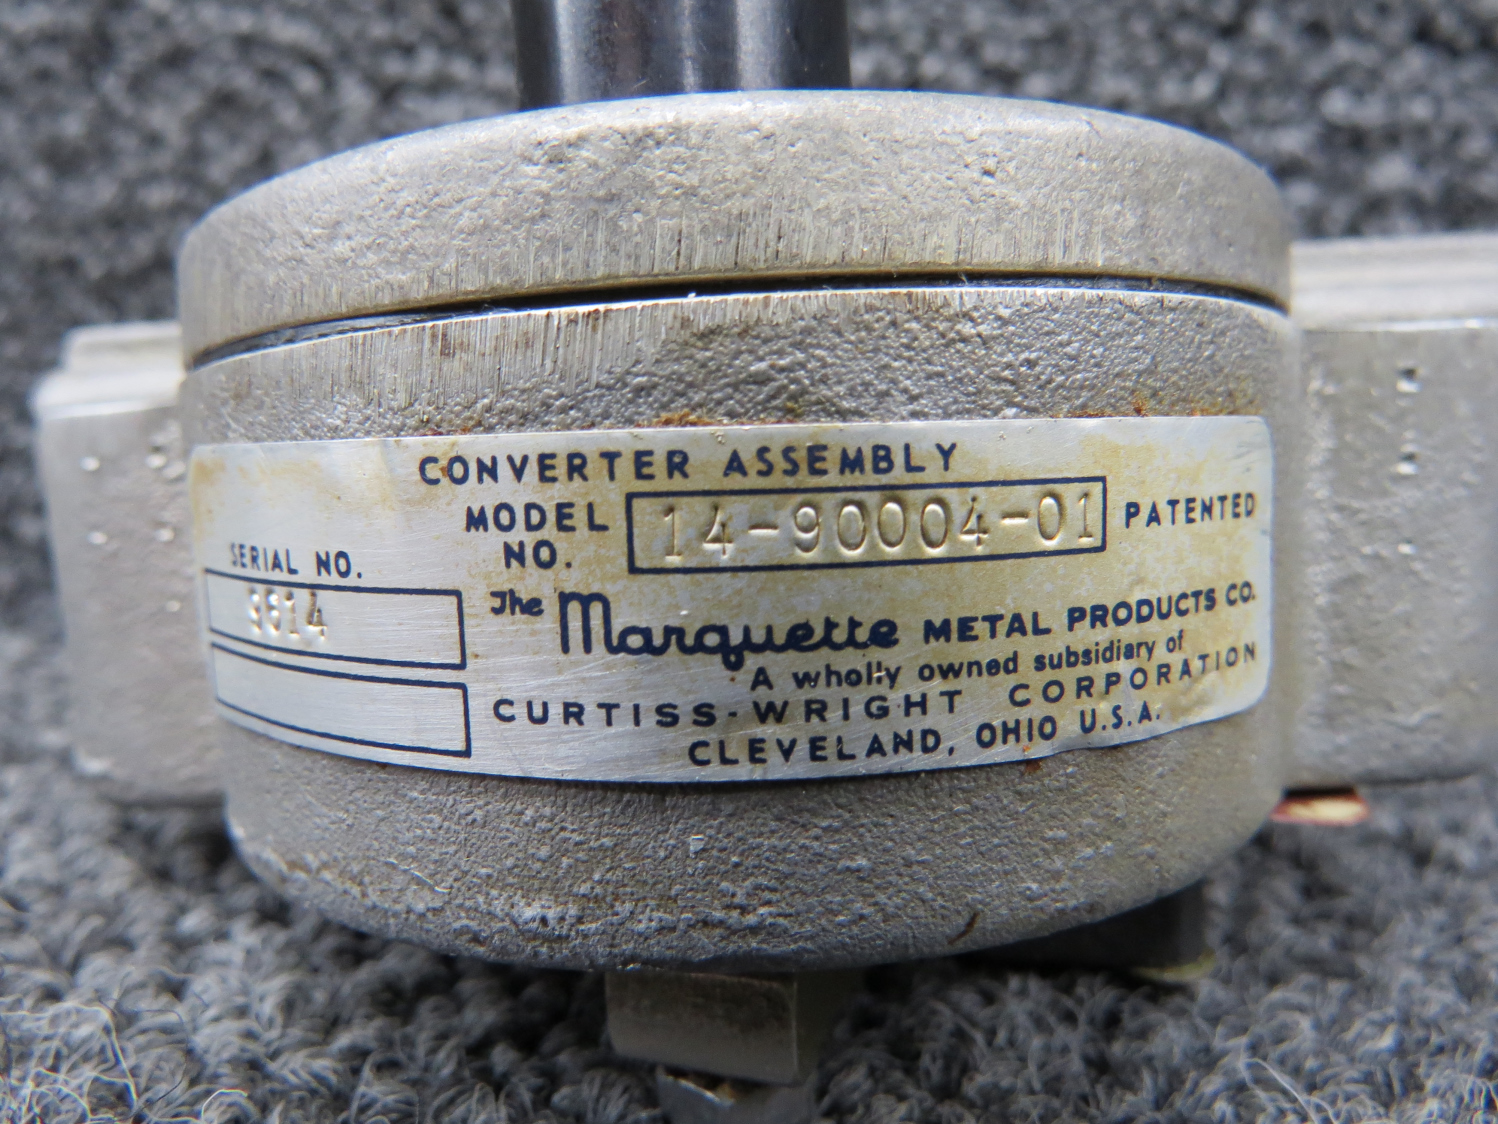 CONVERTER ASSEMBLY
MODEL NO. 14-90004-01 PATENTED
SERIAL NO.
The Marquette METAL PRODUCTS CO.
A wholly owned subsidiary of
CURTISS-WRIGHT CORPORATION
CLEVELAND, OHIO U.S.A.